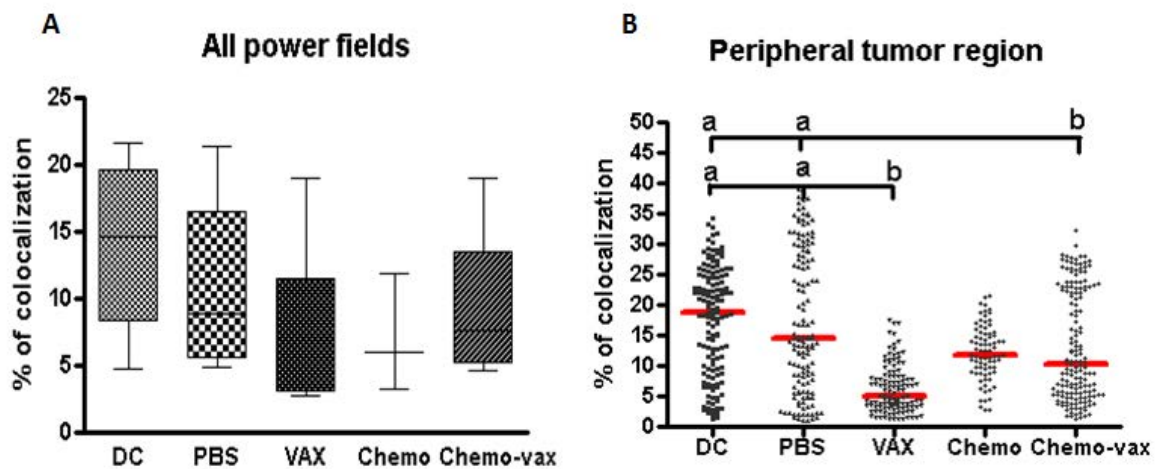 A
All power fields
% of colocalization
25
20
15
10
5
0
DC PBS VAX Chemo Chemo-vax
B
Peripheral tumor region
% of colocalization
50
45
40
35
30
25
20
15
10
5
0
a a b
a a b
DC PBS VAX Chemo Chemo-vax